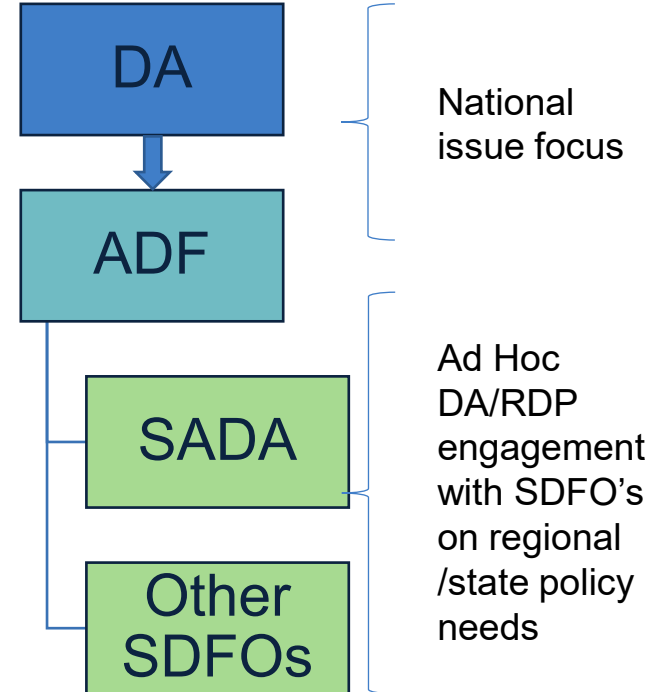 DA
National
issue focus
ADF
SADA
Ad Hoc
DA/RDP
engagement
with SDFO's
on regional
/state policy
needs
Other
SDFOs